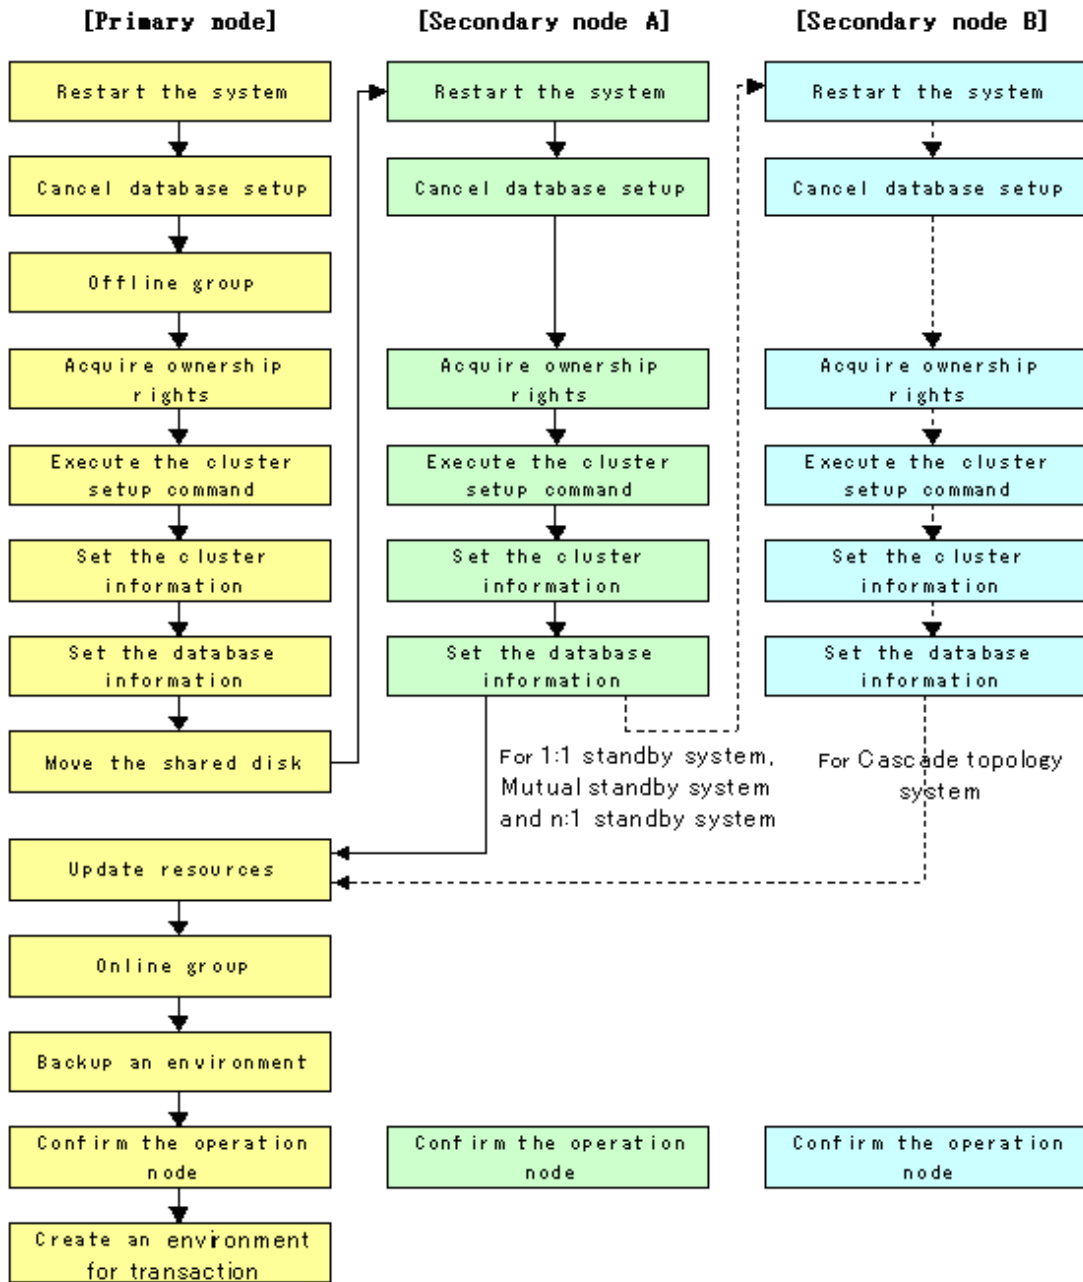 [Primary node]
[Secondary node A]
[Secondary node B]
Restart the system
Restart the system
Restart the system
Cancel database setup
Cancel database setup
Cancel database setup
Offline group
Acquire ownership
rights
Acquire ownership
rights
Acquire ownership
rights
Execute the cluster
setup command
Execute the cluster
setup command
Execute the cluster
setup command
Set the cluster
information
Set the cluster
information
Set the cluster
information
Set the database
information
Set the database
information
Set the database
information
Move the shared disk
For 1:1 standby system,
Mutual standby system
and n:1 standby system
For Cascade topology
system
Update resources
Online group
Backup an environment
Confirm the operation
node
Confirm the operation
node
Confirm the operation
node
Create an environment
for transaction